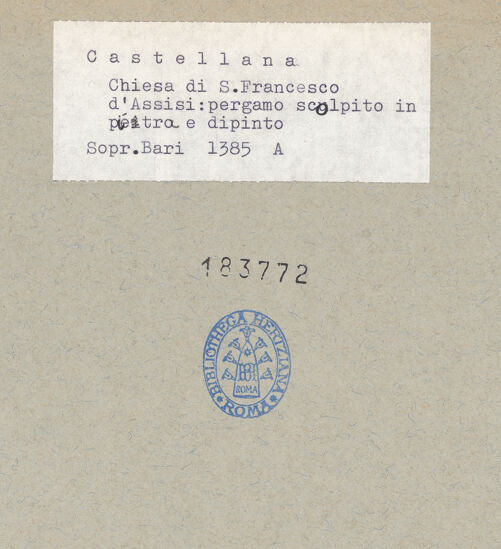 Castellana
Chiesa di S.Francesco
d'Assisi:pergamo scolpito in
pietra e dipinto
Sopr.Bari 1385 A
183772
BIBLIOTHECA HERTZIANA
ROMA
ROMA